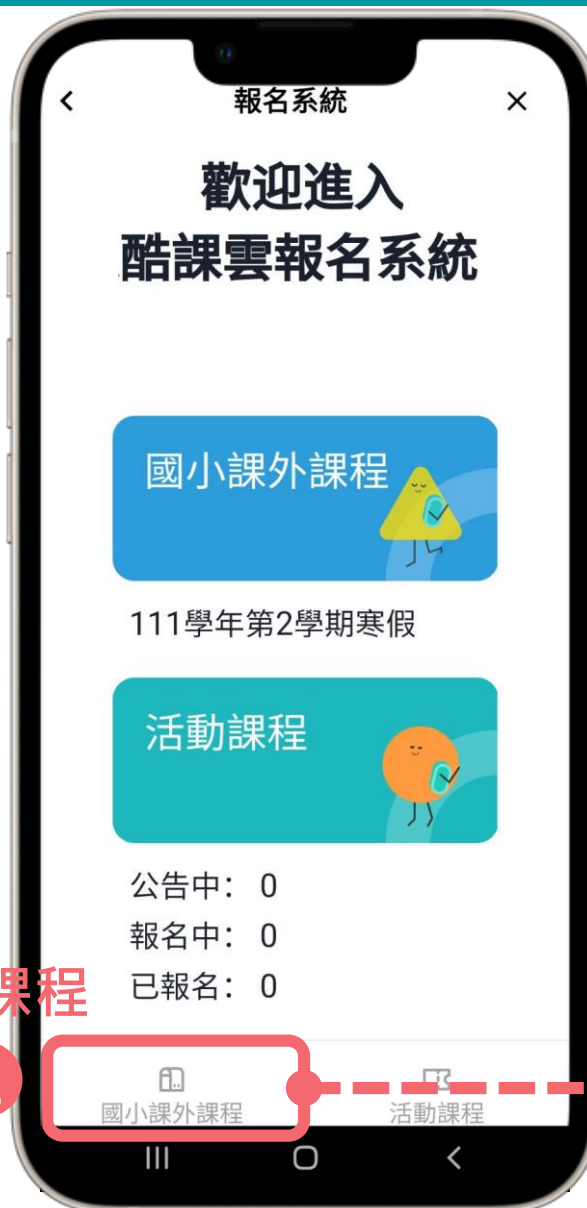 報名系統
歡迎進入
酷課雲報名系統
國小課外課程
111學年第2學期寒假
活動課程
公告中： 0
報名中： 0
已報名： 0
課程
國小課外課程
活動課程